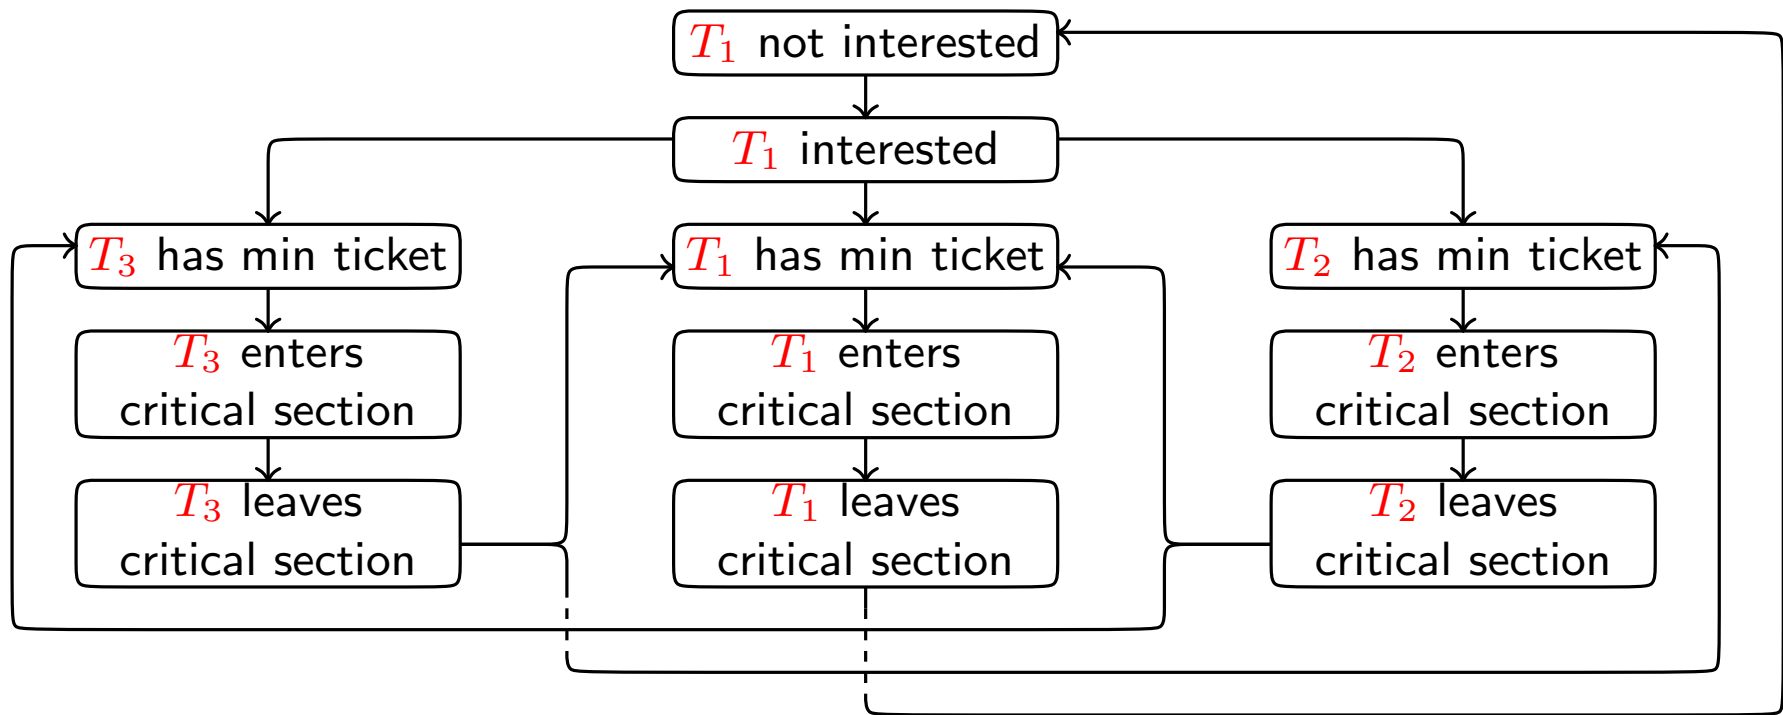 T₁ not interested
T₁ interested
T₃ has min ticket
T₁ has min ticket
T₂ has min ticket
T₃ enters
critical section
T₁ enters
critical section
T₂ enters
critical section
T₃ leaves
critical section
T₁ leaves
critical section
T₂ leaves
critical section